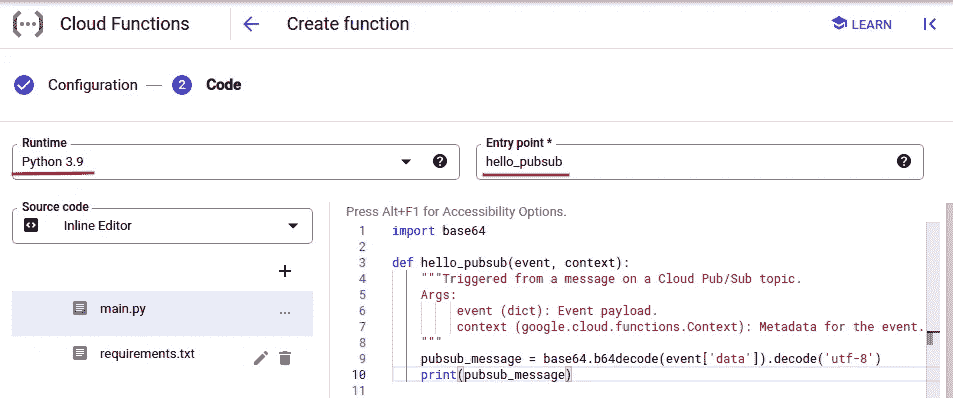 Cloud Functions
Create function
LEARN
Configuration
2 Code
Runtime
Python 3.9
Entry point *
hello_pubsub
Source code
Inline Editor
main.py
...
requirements.txt
Press Alt+F1 for Accessibility Options.
1 import base64
2
3 def hello_pubsub(event, context):
4 """Triggered from a message on a Cloud Pub/Sub topic.
5 Args:
6 event (dict): Event payload.
7 context (google.cloud.functions.Context): Metadata for the event.
8 """
9 pubsub_message = base64.b64decode(event['data']).decode('utf-8')
10 print(pubsub_message)
11